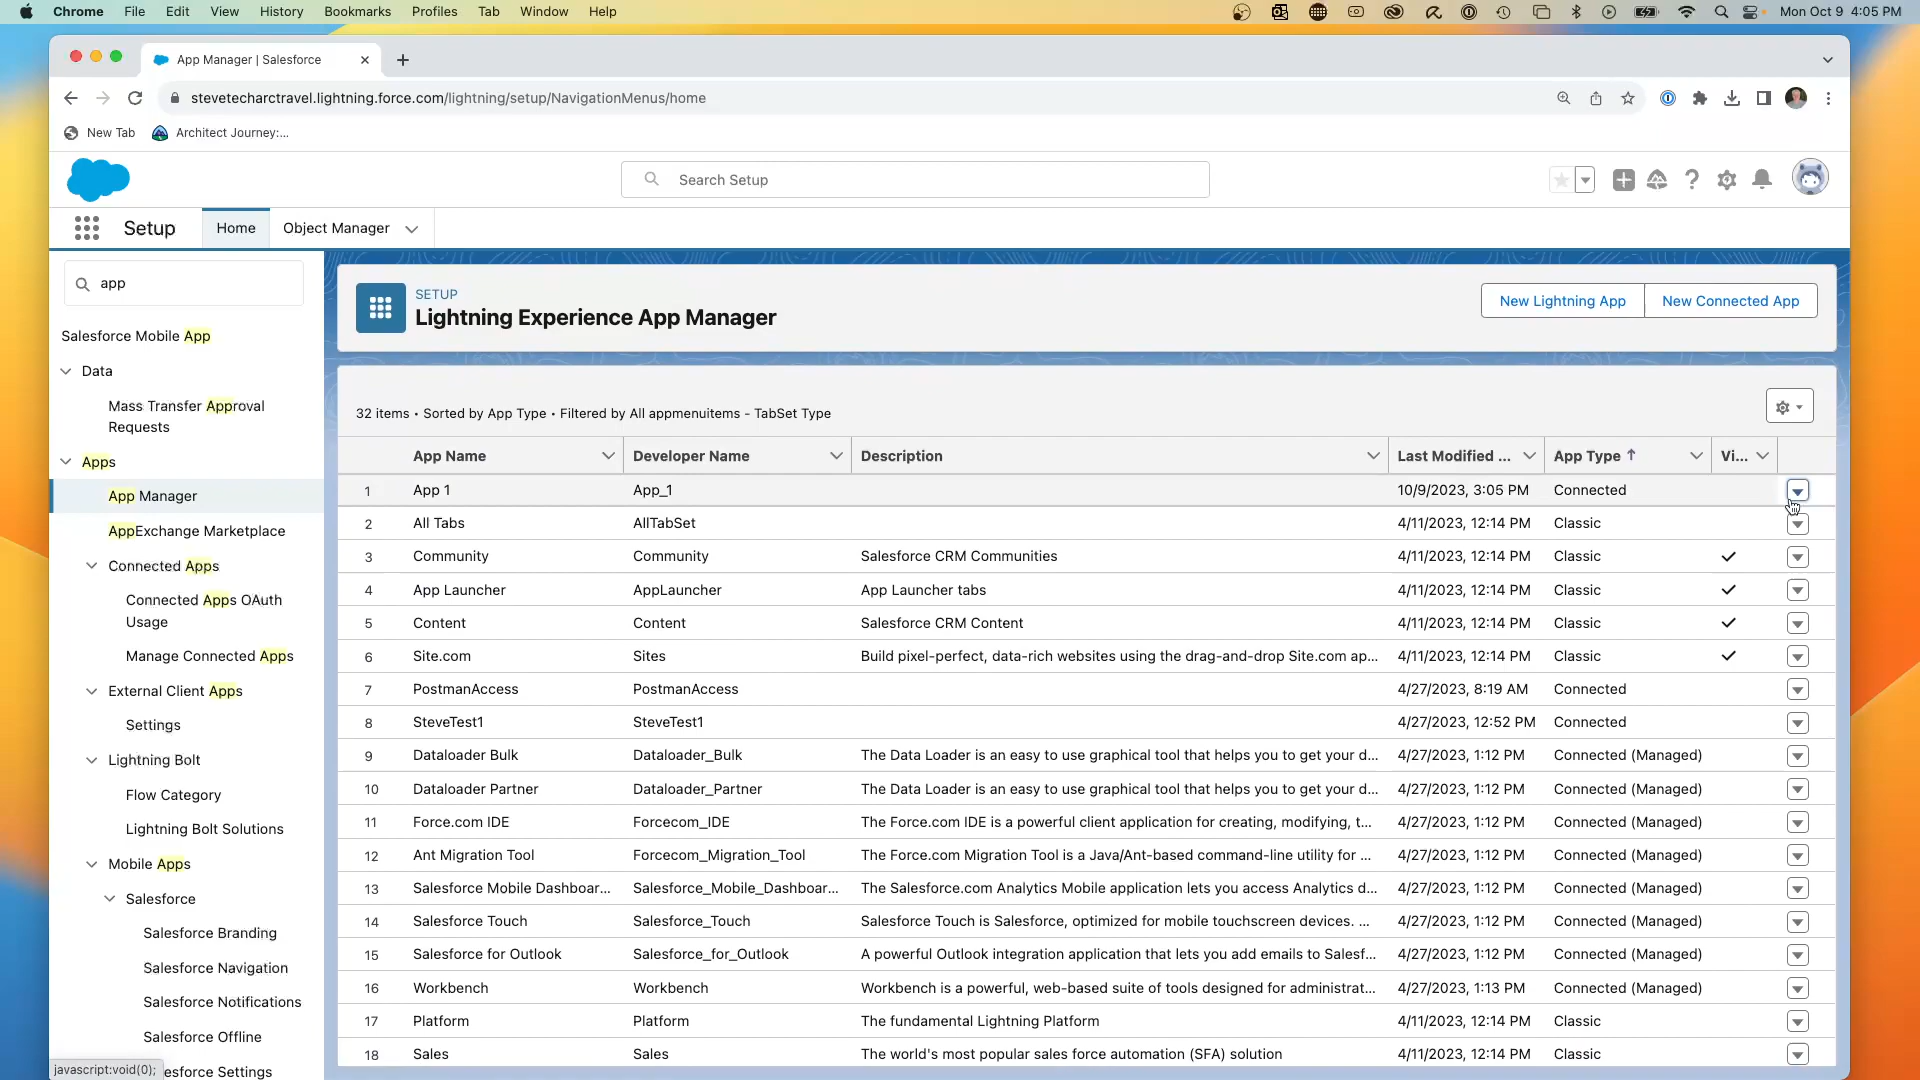 Chrome File Edit View History Bookmarks Profiles Tab Window Help Mon Oct 9 4:05 PM
App Manager | Salesforce
stevetecharctravel.lightning.force.com/lightning/setup/NavigationMenus/home
New Tab Architect Journey:...
Search Setup
Setup Home Object Manager
app
Salesforce Mobile App
Data
Mass Transfer Approval
Requests
Apps
App Manager
AppExchange Marketplace
Connected Apps
Connected Apps OAuth
Usage
Manage Connected Apps
External Client Apps
Settings
Lightning Bolt
Flow Category
Lightning Bolt Solutions
Mobile Apps
Salesforce
Salesforce Branding
Salesforce Navigation
Salesforce Notifications
Salesforce Offline
esforce Settings
javascript:void(0);
SETUP
Lightning Experience App Manager
New Lightning App New Connected App
32 items • Sorted by App Type • Filtered by All appmenuitems - TabSet Type
App Name Developer Name Description Last Modified ... App Type Vi...
1 App 1 App_1 10/9/2023, 3:05 PM Connected
2 All Tabs AllTabSet 4/11/2023, 12:14 PM Classic
3 Community Community Salesforce CRM Communities 4/11/2023, 12:14 PM Classic
4 App Launcher AppLauncher App Launcher tabs 4/11/2023, 12:14 PM Classic
5 Content Content Salesforce CRM Content 4/11/2023, 12:14 PM Classic
6 Site.com Sites Build pixel-perfect, data-rich websites using the drag-and-drop Site.com ap... 4/11/2023, 12:14 PM Classic
7 PostmanAccess PostmanAccess 4/27/2023, 8:19 AM Connected
8 SteveTest1 SteveTest1 4/27/2023, 12:52 PM Connected
9 Dataloader Bulk Dataloader_Bulk The Data Loader is an easy to use graphical tool that helps you to get your d... 4/27/2023, 1:12 PM Connected (Managed)
10 Dataloader Partner Dataloader_Partner The Data Loader is an easy to use graphical tool that helps you to get your d... 4/27/2023, 1:12 PM Connected (Managed)
11 Force.com IDE Forcecom_IDE The Force.com IDE is a powerful client application for creating, modifying, t... 4/27/2023, 1:12 PM Connected (Managed)
12 Ant Migration Tool Forcecom_Migration_Tool The Force.com Migration Tool is a Java/Ant-based command-line utility for ... 4/27/2023, 1:12 PM Connected (Managed)
13 Salesforce Mobile Dashboar... Salesforce_Mobile_Dashboar... The Salesforce.com Analytics Mobile application lets you access Analytics d... 4/27/2023, 1:12 PM Connected (Managed)
14 Salesforce Touch Salesforce_Touch Salesforce Touch is Salesforce, optimized for mobile touchscreen devices. ... 4/27/2023, 1:12 PM Connected (Managed)
15 Salesforce for Outlook Salesforce_for_Outlook A powerful Outlook integration application that lets you add emails to Salesf... 4/27/2023, 1:12 PM Connected (Managed)
16 Workbench Workbench Workbench is a powerful, web-based suite of tools designed for administrat... 4/27/2023, 1:13 PM Connected (Managed)
17 Platform Platform The fundamental Lightning Platform 4/11/2023, 12:14 PM Classic
18 Sales Sales The world's most popular sales force automation (SFA) solution 4/11/2023, 12:14 PM Classic